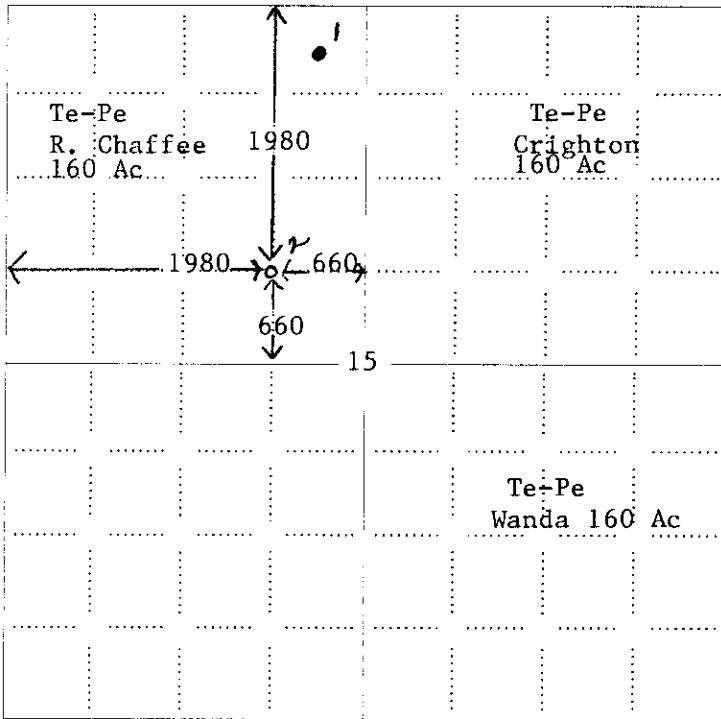 1
Te-Pe
R. Chaffee
160 Ac
1980
Te-Pe
Crighton
160 Ac
2
1980
660
660
15
Te-Pe
Wanda 160 Ac